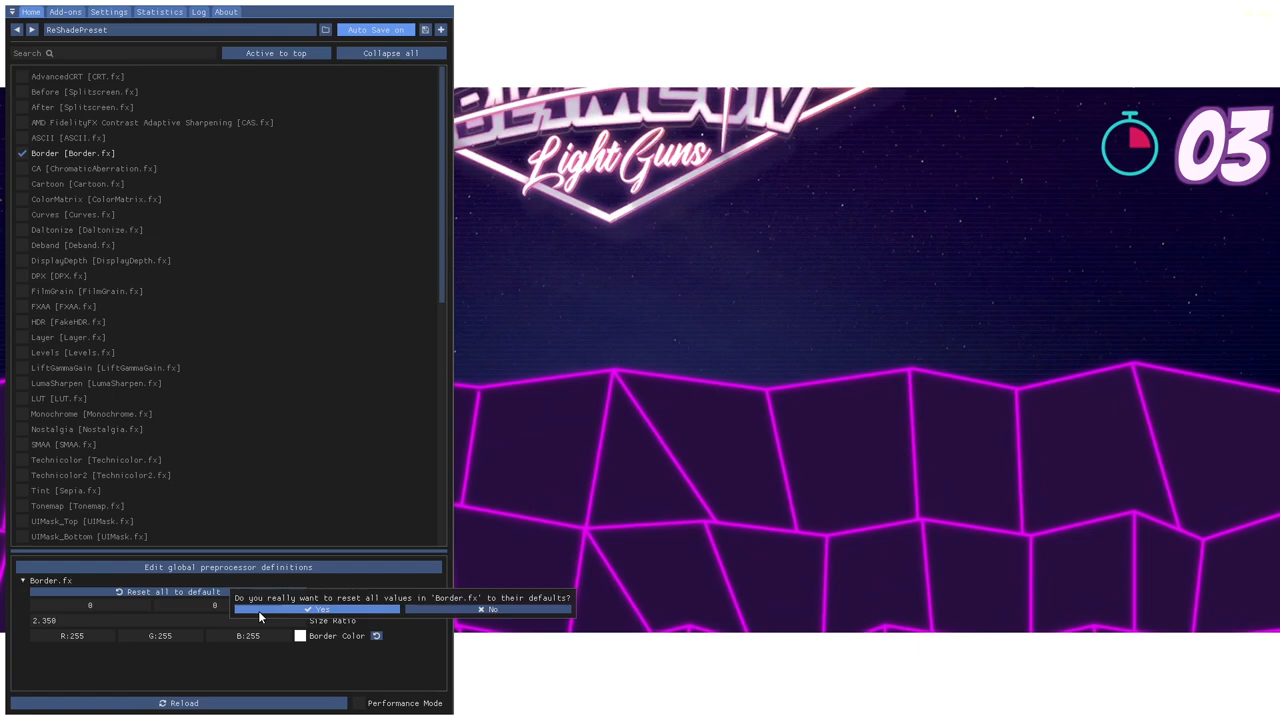 Home Add-ons Settings Statistics Log About
ReShadePreset Auto Save on
Search Active to top Collapse all
AdvancedCRT [CRT.fx]
Before [Splitscreen.fx]
After [Splitscreen.fx]
AMD FidelityFX Contrast Adaptive Sharpening [CAS.fx]
ASCII [ASCII.fx]
Border [Border.fx]
CA [ChromaticAberration.fx]
Cartoon [Cartoon.fx]
ColorMatrix [ColorMatrix.fx]
Curves [Curves.fx]
Daltonize [Daltonize.fx]
Deband [Deband.fx]
DisplayDepth [DisplayDepth.fx]
DPX [DPX.fx]
FilmGrain [FilmGrain.fx]
FXAA [FXAA.fx]
HDR [FakeHDR.fx]
Layer [Layer.fx]
Levels [Levels.fx]
LiftGammaGain [LiftGammaGain.fx]
LumaSharpen [LumaSharpen.fx]
LUT [LUT.fx]
Monochrome [Monochrome.fx]
Nostalgia [Nostalgia.fx]
SMAA [SMAA.fx]
Technicolor [Technicolor.fx]
Technicolor2 [Technicolor2.fx]
Tint [Sepia.fx]
Tonemap [Tonemap.fx]
UIMask_Top [UIMask.fx]
UIMask_Bottom [UIMask.fx]
Edit global preprocessor definitions
Border.fx
Reset all to default
Do you really want to reset all values in 'Border.fx' to their defaults?
Yes No
0 0
2.350 Size Ratio
R:255 G:255 B:255 Border Color
Reload Performance Mode
Light Guns
03